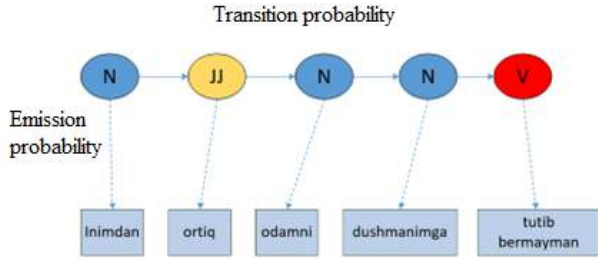 Transition probability
N JJ N N V
Emission
probability
Inimdan ortiq odamni dushmanimga tutib
bermayman